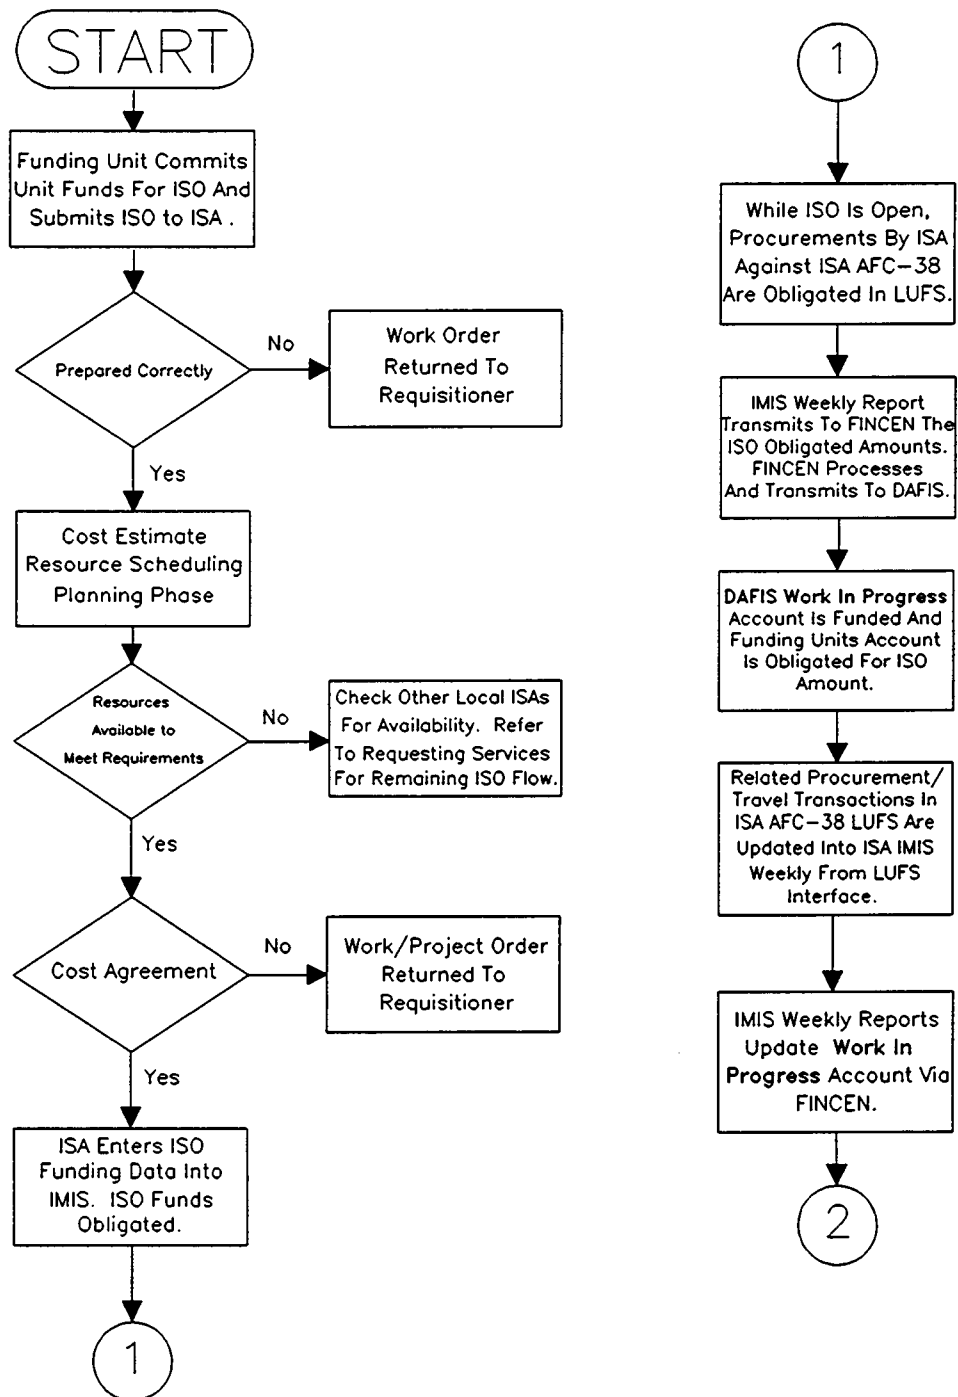 START
Funding Unit Commits
Unit Funds For ISO And
Submits ISO to ISA .
Prepared Correctly
No
Work Order
Returned To
Requisitioner
Yes
Cost Estimate
Resource Scheduling
Planning Phase
Resources
Available to
Meet Requirements
No
Check Other Local ISAs
For Availability. Refer
To Requesting Services
For Remaining ISO Flow.
Yes
Cost Agreement
No
Work/Project Order
Returned To
Requisitioner
Yes
ISA Enters ISO
Funding Data Into
IMIS. ISO Funds
Obligated.
1
1
While ISO Is Open,
Procurements By ISA
Against ISA AFC-38
Are Obligated In LUFS.
IMIS Weekly Report
Transmits To FINCEN The
ISO Obligated Amounts.
FINCEN Processes
And Transmits To DAFIS.
DAFIS Work In Progress
Account Is Funded And
Funding Units Account
Is Obligated For ISO
Amount.
Related Procurement/
Travel Transactions In
ISA AFC-38 LUFS Are
Updated Into ISA IMIS
Weekly From LUFS
Interface.
IMIS Weekly Reports
Update Work In
Progress Account Via
FINCEN.
2